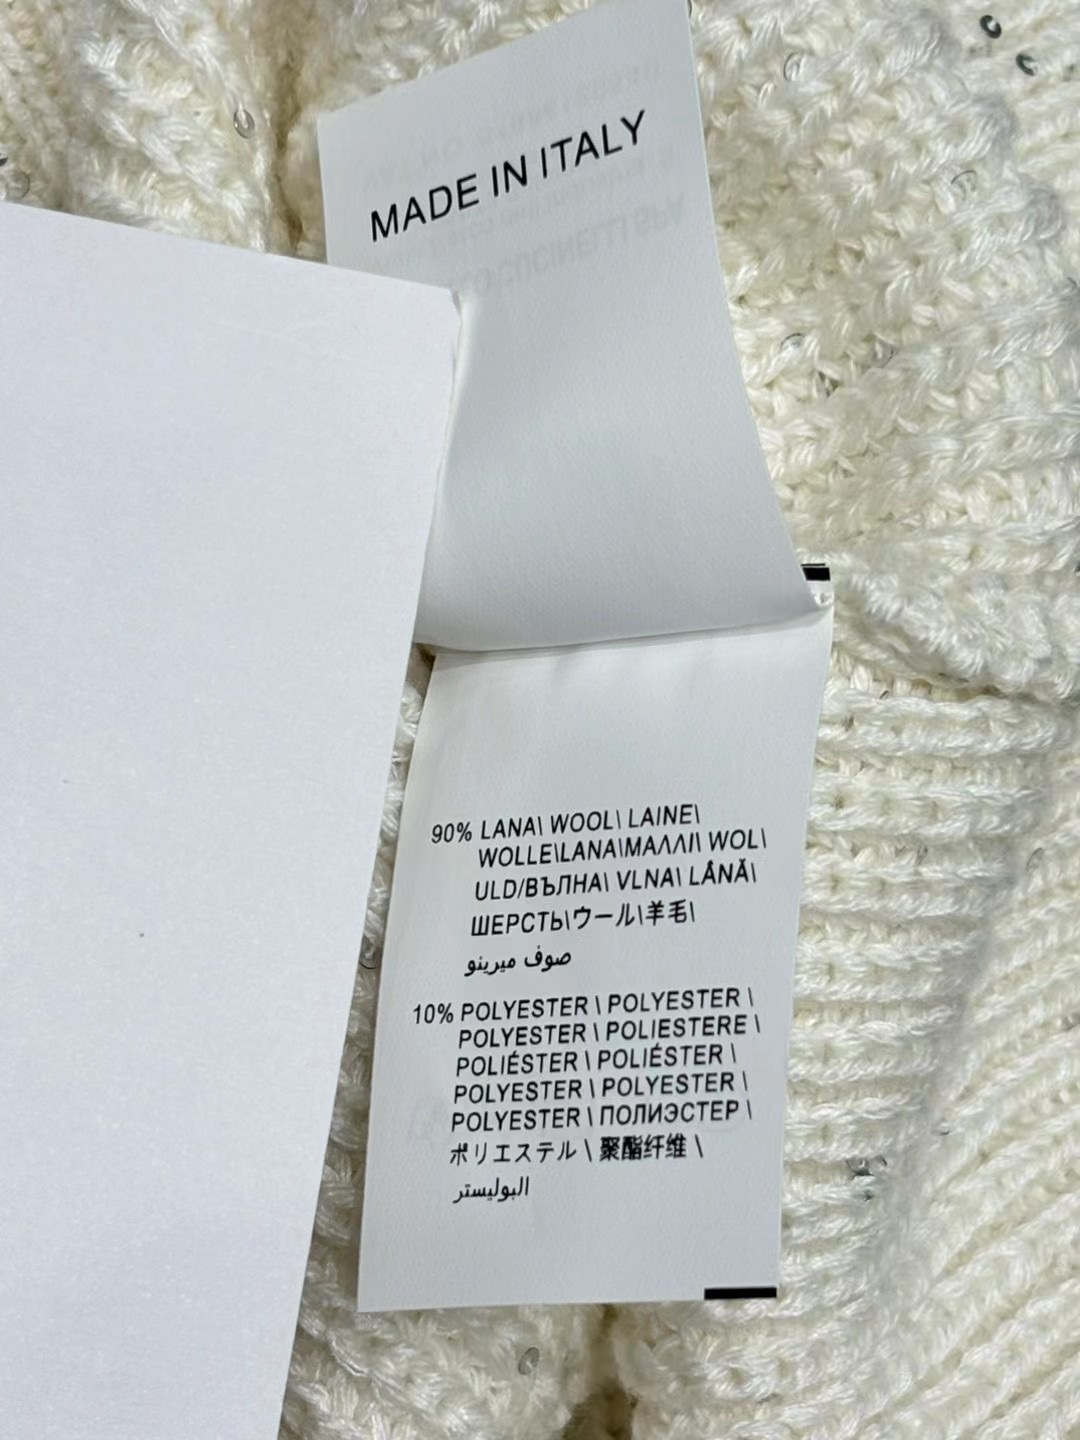 MADE IN ITALY
CUCINELLI SPA
90% LANA\ WOOL\ LAINE\
WOLLE\LANA\ΜΑΛΛΙ\ WOL\
ULD/ВЪЛНА\ VLNA\ LÂNĂ\
ШЕРСТЬ\ウール\羊毛\
صوف ميرينو
10% POLYESTER \ POLYESTER \
POLYESTER \ POLIESTERE \
POLIÉSTER \ POLIÉSTER \
POLYESTER \ POLYESTER \
POLYESTER \ ПОЛИЭСТЕР \
ポリエステル \ 聚酯纤维 \
البوليستر